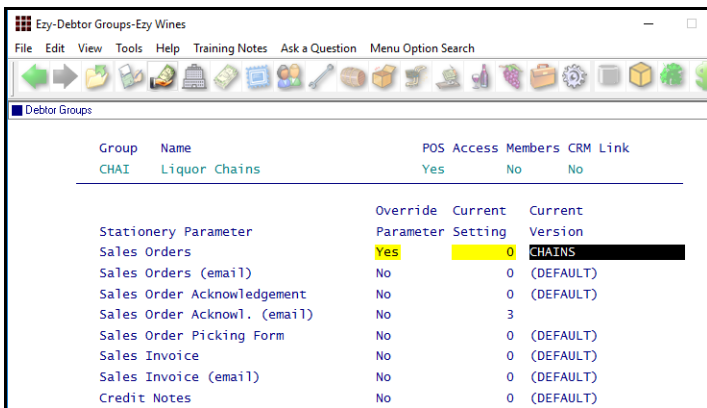 Ezy-Debtor Groups-Ezy Wines
File Edit View Tools Help Training Notes Ask a Question Menu Option Search
Debtor Groups
Group Name POS Access Members CRM Link
CHAI Liquor Chains Yes No No
Override Current Current
Stationery Parameter Parameter Setting Version
Sales Orders Yes 0 CHAINS
Sales Orders (email) No 0 (DEFAULT)
Sales Order Acknowledgement No 0 (DEFAULT)
Sales Order Acknowl. (email) No 3
Sales Order Picking Form No 0 (DEFAULT)
Sales Invoice No 0 (DEFAULT)
Sales Invoice (email) No 0 (DEFAULT)
Credit Notes No 0 (DEFAULT)